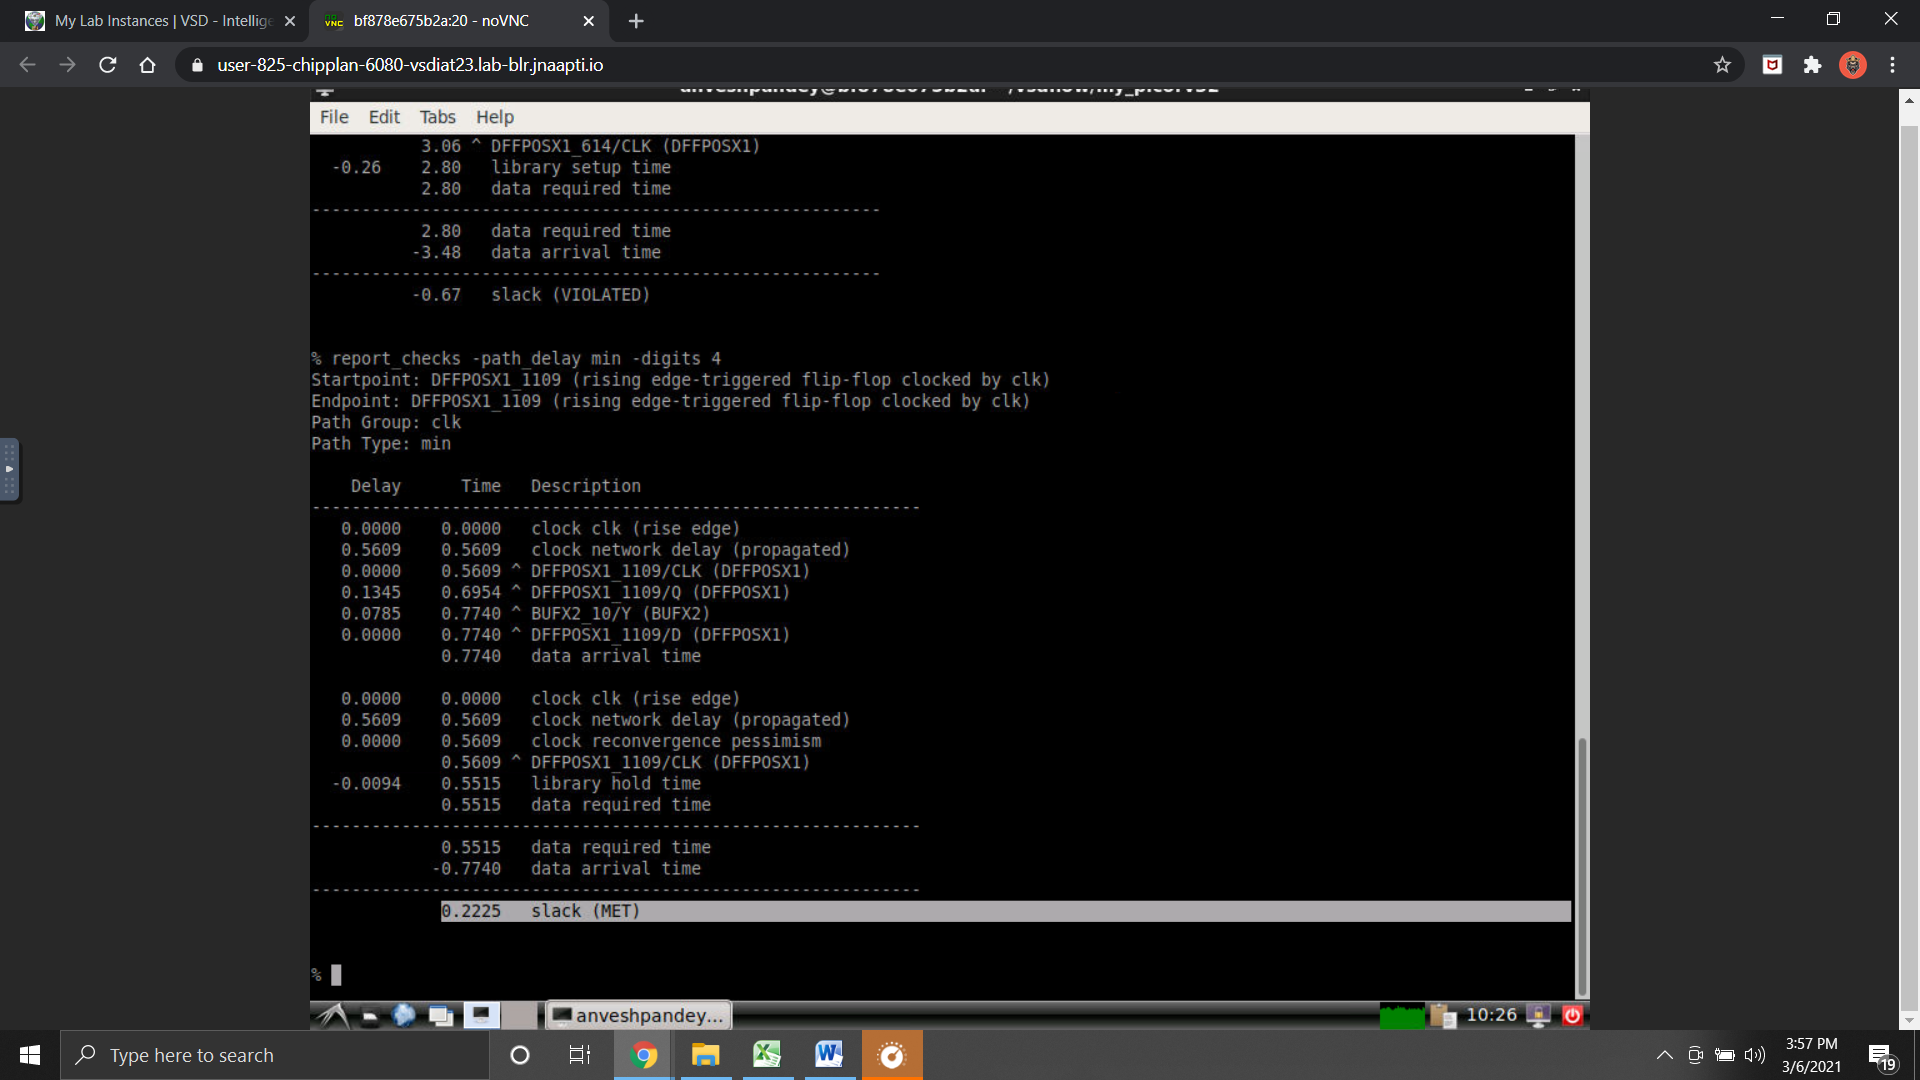 My Lab Instances | VSD - Intellige
bf878e675b2a:20 - noVNC
user-825-chipplan-6080-vsdiat23.lab-blr.jnaapti.io
File Edit Tabs Help
3.06 ^ DFFPOSX1_614/CLK (DFFPOSX1)
-0.26 2.80 library setup time
2.80 data required time
---------------------------------------------------------
2.80 data required time
-3.48 data arrival time
---------------------------------------------------------
-0.67 slack (VIOLATED)
% report_checks -path_delay min -digits 4
Startpoint: DFFPOSX1_1109 (rising edge-triggered flip-flop clocked by clk)
Endpoint: DFFPOSX1_1109 (rising edge-triggered flip-flop clocked by clk)
Path Group: clk
Path Type: min
Delay Time Description
-------------------------------------------------------------
0.0000 0.0000 clock clk (rise edge)
0.5609 0.5609 clock network delay (propagated)
0.0000 0.5609 ^ DFFPOSX1_1109/CLK (DFFPOSX1)
0.1345 0.6954 ^ DFFPOSX1_1109/Q (DFFPOSX1)
0.0785 0.7740 ^ BUFX2_10/Y (BUFX2)
0.0000 0.7740 ^ DFFPOSX1_1109/D (DFFPOSX1)
0.7740 data arrival time
0.0000 0.0000 clock clk (rise edge)
0.5609 0.5609 clock network delay (propagated)
0.0000 0.5609 clock reconvergence pessimism
0.5609 ^ DFFPOSX1_1109/CLK (DFFPOSX1)
-0.0094 0.5515 library hold time
0.5515 data required time
-------------------------------------------------------------
0.5515 data required time
-0.7740 data arrival time
-------------------------------------------------------------
0.2225 slack (MET)
%
anveshpandey...
10:26
Type here to search
3:57 PM
3/6/2021
19